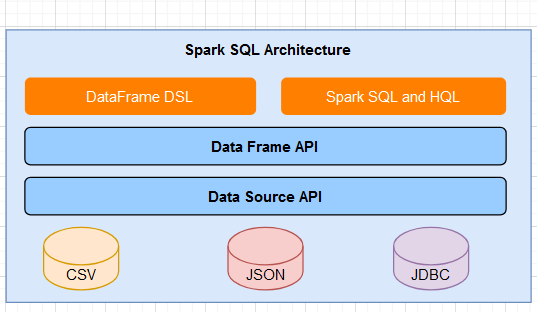 Spark SQL Architecture
DataFrame DSL
Spark SQL and HQL
Data Frame API
Data Source API
CSV
JSON
JDBC